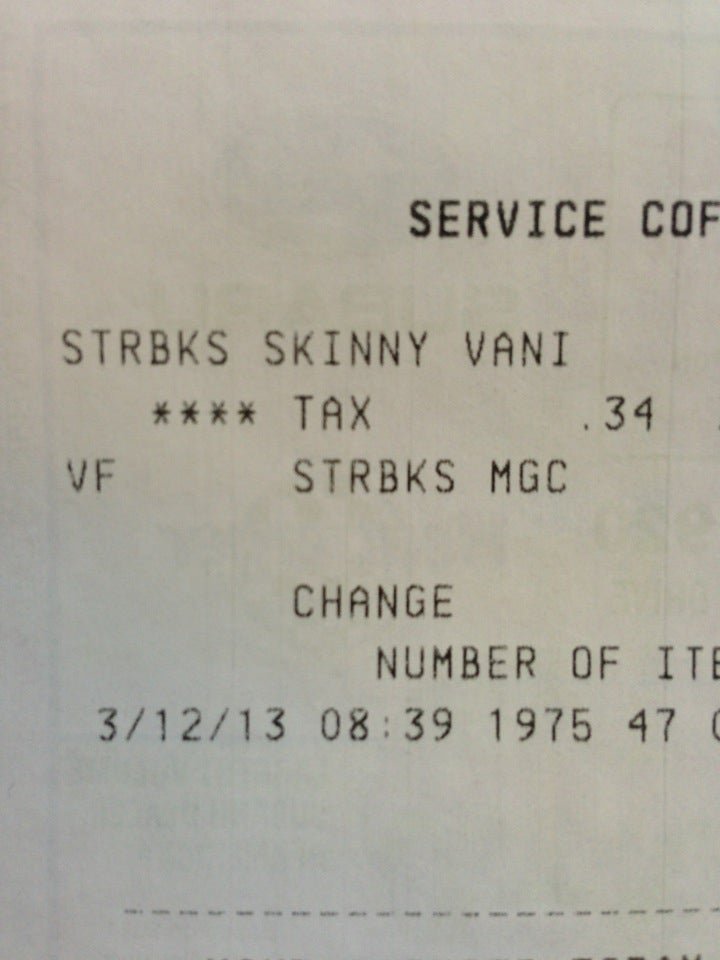 SERVICE COF
STRBKS SKINNY VANI
**** TAX .34
VF STRBKS MGC
CHANGE
NUMBER OF ITE
3/12/13 08:39 1975 47